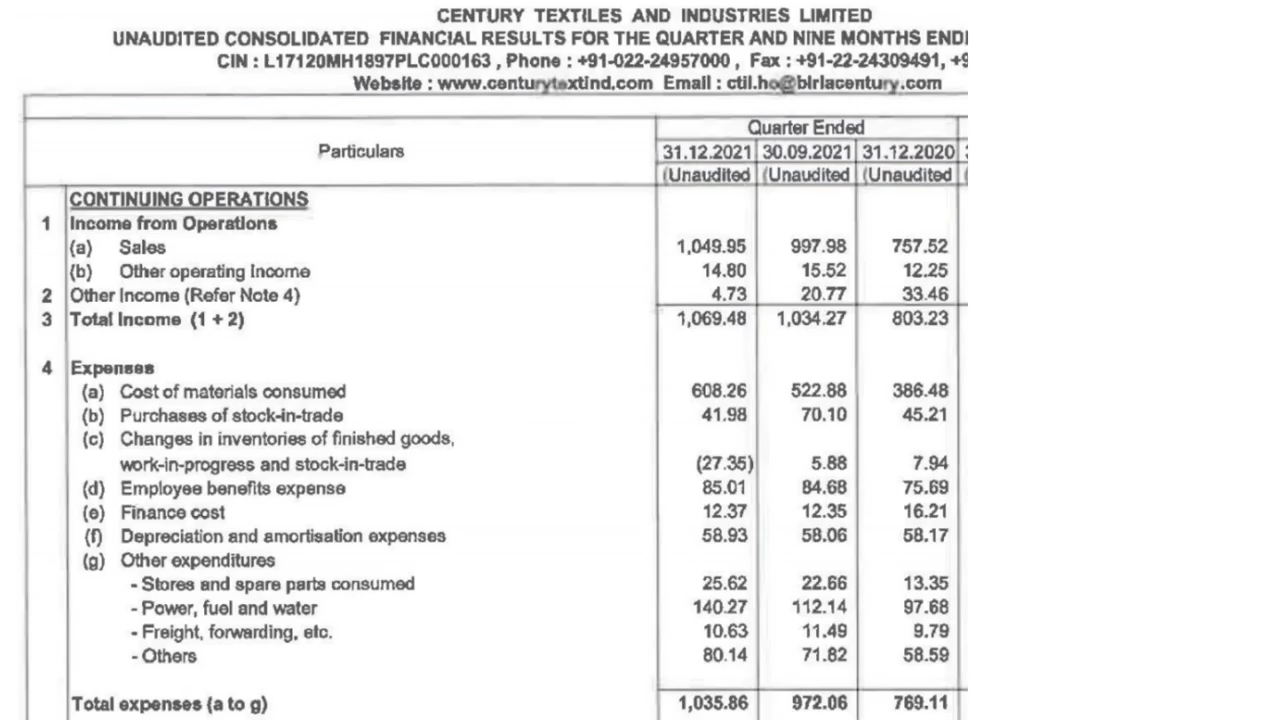 CENTURY TEXTILES AND INDUSTRIES LIMITED
UNAUDITED CONSOLIDATED FINANCIAL RESULTS FOR THE QUARTER AND NINE MONTHS ENDI
CIN : L17120MH1897PLC000163 , Phone : +91-022-24957000 , Fax : +91-22-24309491, +9
Website : www.centurytextind.com Email : ctil.ho@birlacentury.com
Particulars Quarter Ended
31.12.2021 30.09.2021 31.12.2020
(Unaudited (Unaudited (Unaudited
CONTINUING OPERATIONS
1 Income from Operations
(a) Sales 1,049.95 997.98 757.52
(b) Other operating Income 14.80 15.52 12.25
2 Other Income (Refer Note 4) 4.73 20.77 33.46
3 Total Income (1 + 2) 1,069.48 1,034.27 803.23
4 Expenses
(a) Cost of materials consumed 608.26 522.88 386.48
(b) Purchases of stock-in-trade 41.98 70.10 45.21
(c) Changes in inventories of finished goods,
work-in-progress and stock-in-trade (27.35) 5.88 7.94
(d) Employee benefits expense 85.01 84.68 75.69
(e) Finance cost 12.37 12.35 16.21
(f) Depreciation and amortisation expenses 58.93 58.06 58.17
(g) Other expenditures
- Stores and spare parts consumed 25.62 22.66 13.35
- Power, fuel and water 140.27 112.14 97.68
- Freight, forwarding, etc. 10.63 11.49 9.79
- Others 80.14 71.82 58.59
Total expenses (a to g) 1,035.86 972.06 769.11